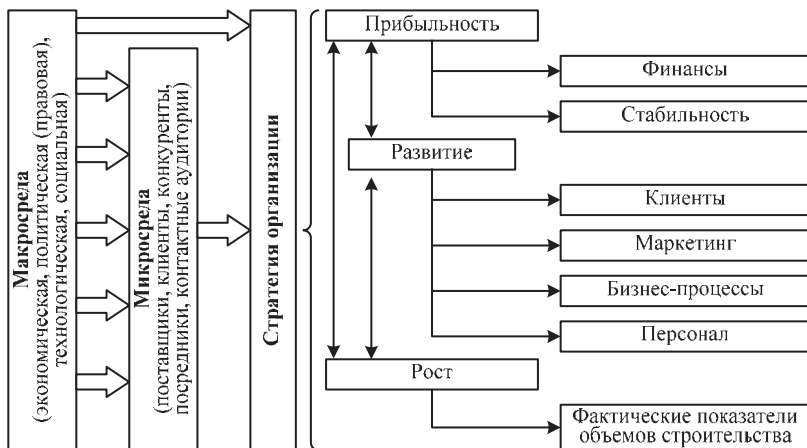 Макросреда
(экономическая, политическая (правовая),
технологическая, социальная
Микросреда
(поставщики, клиенты, конкуренты,
посредники, контактные аудитории)
Стратегия организации
Прибыльность
Финансы
Стабильность
Развитие
Клиенты
Маркетинг
Бизнес-процессы
Персонал
Рост
Фактические показатели
объемов строительства